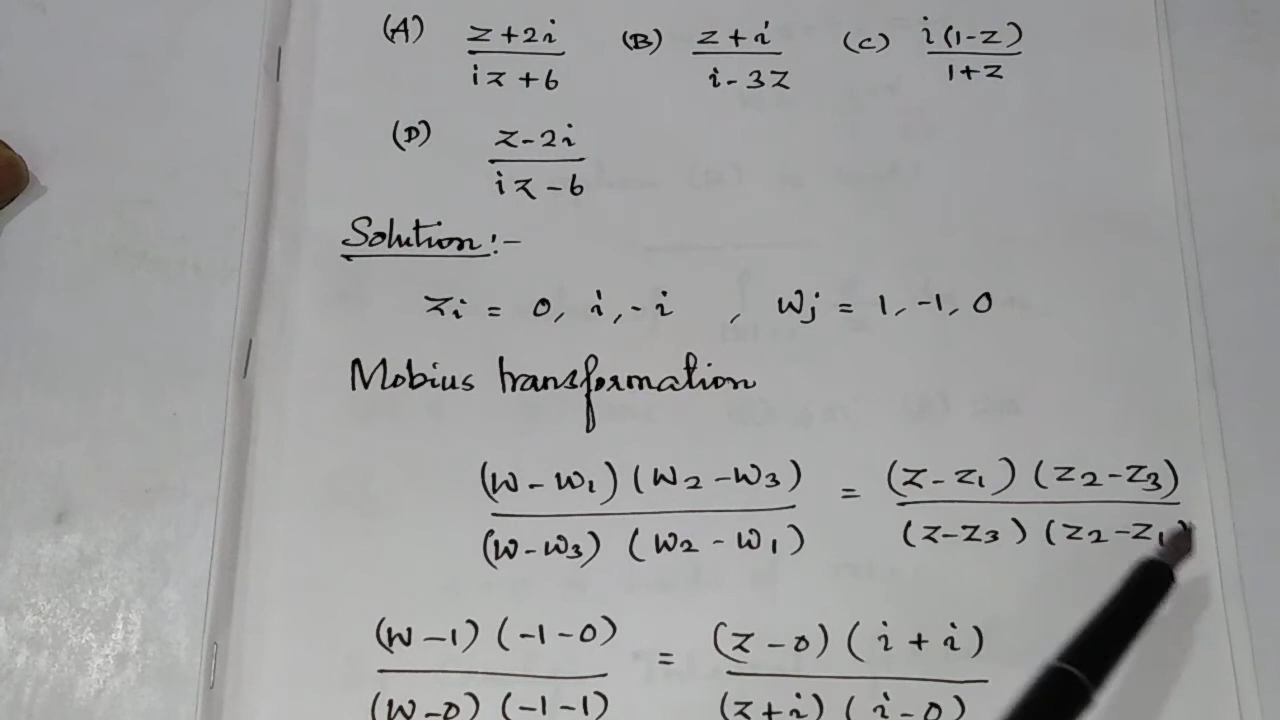 (A) z+2i / iz+6 (B) z+i / i-3z (C) i(1-z) / 1+z
(D) z-2i / iz-6
Solution:-
zi = 0, i, -i , wj = 1, -1, 0
Mobius transformation
(w-w1)(w2-w3) / (w-w3)(w2-w1) = (z-z1)(z2-z3) / (z-z3)(z2-z1)
(w-1)(-1-0) / (w-0)(-1-1) = (z-0)(i+i) / (z+i)(i-0)